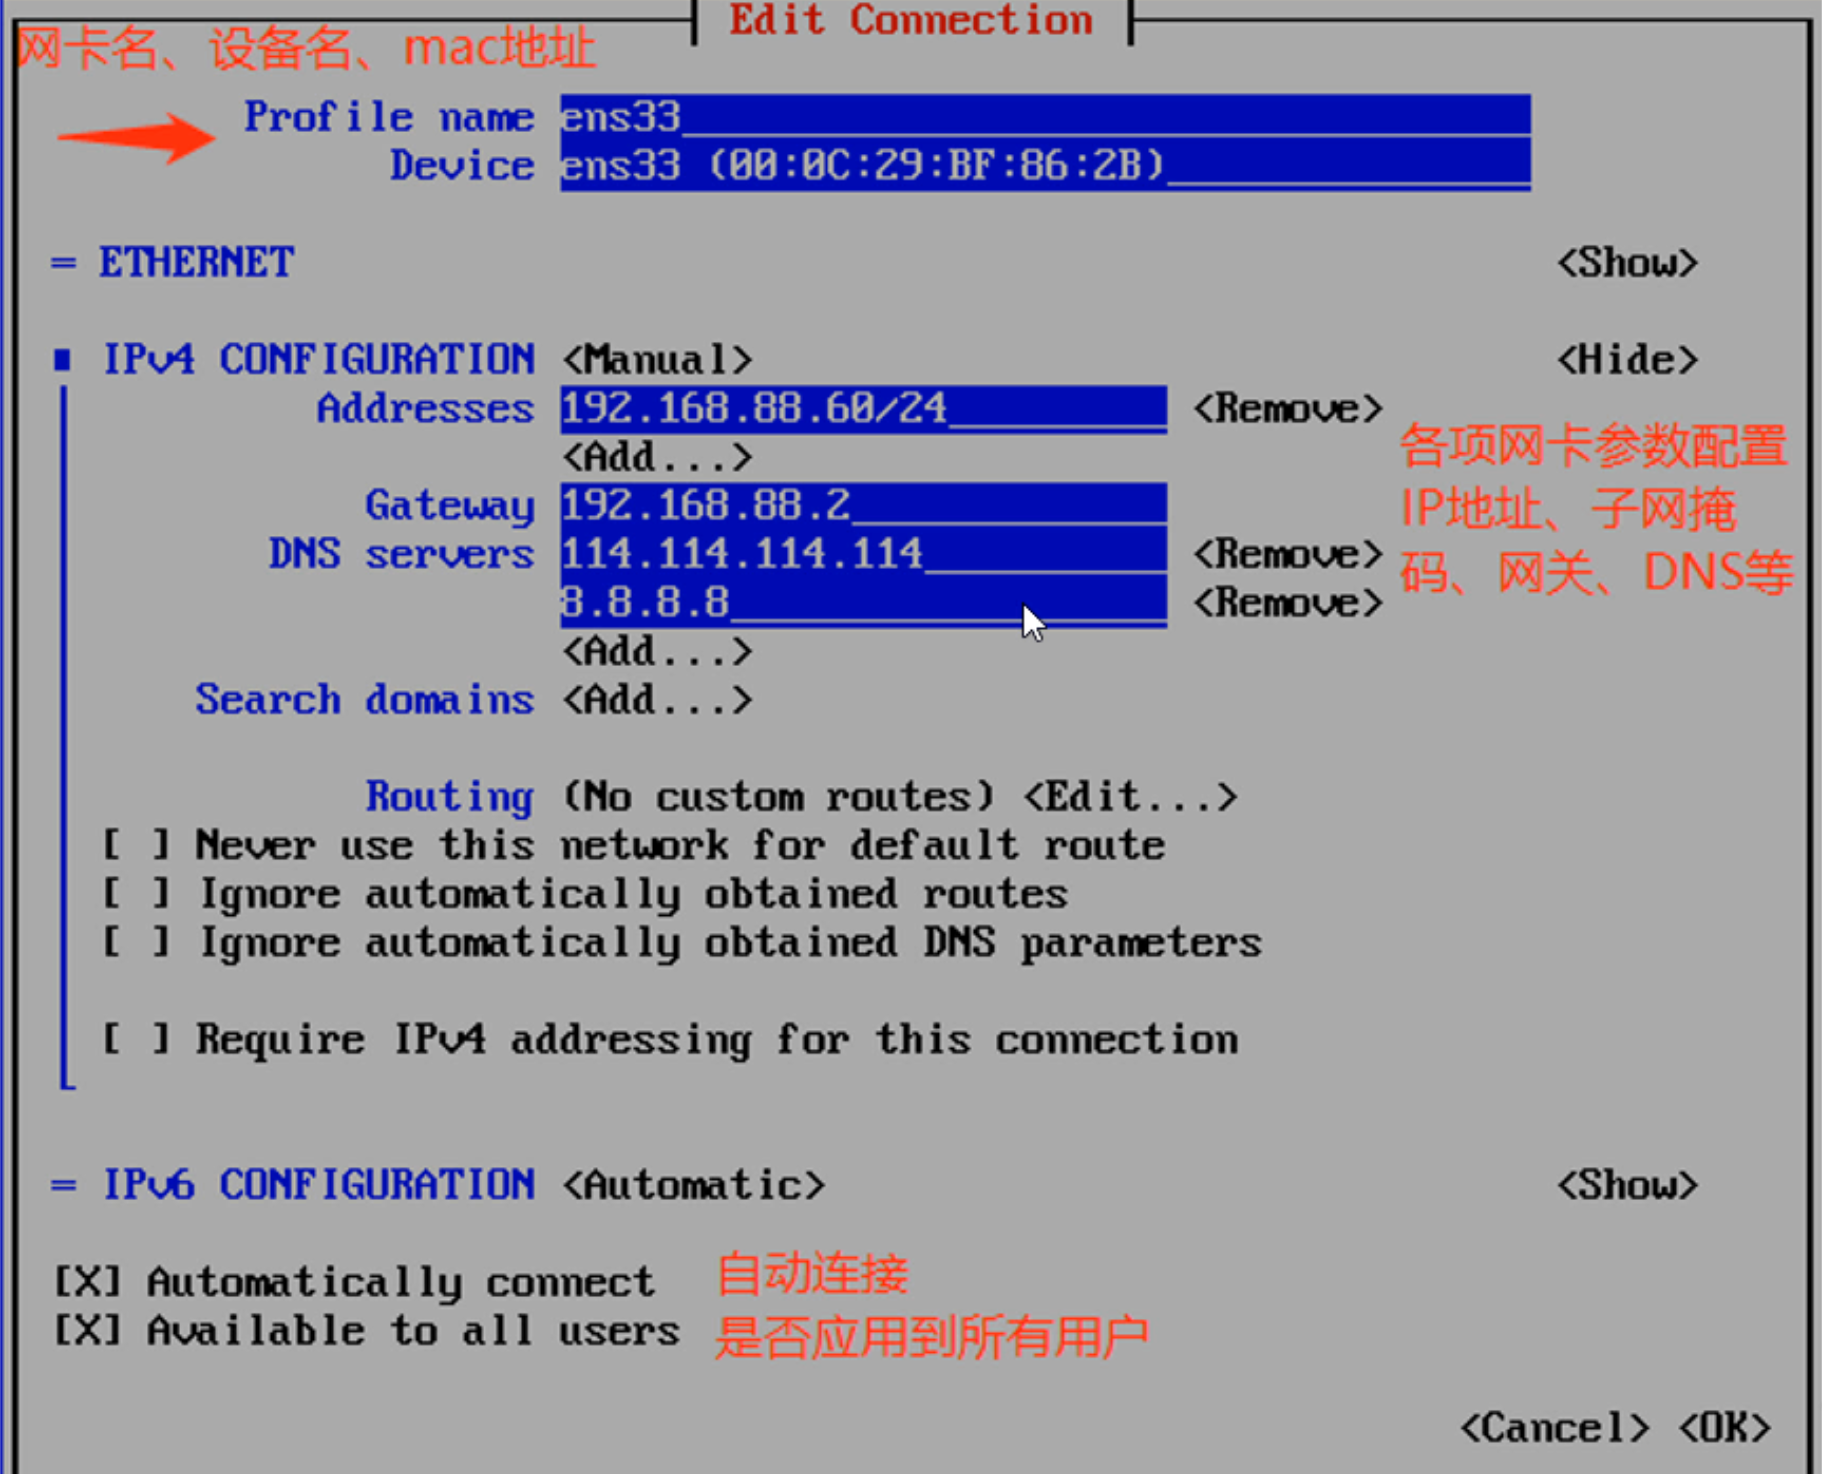 Edit Connection
网卡名、设备名、mac地址
Profile name ens33
Device ens33 (00:0C:29:BF:86:2B)
= ETHERNET <Show>
IPv4 CONFIGURATION <Manual> <Hide>
Addresses 192.168.88.60/24 <Remove>
<Add...>
Gateway 192.168.88.2
DNS servers 114.114.114.114 <Remove>
8.8.8.8 <Remove>
<Add...>
各项网卡参数配置
IP地址、子网掩
码、网关、DNS等
Search domains <Add...>
Routing (No custom routes) <Edit...>
[ ] Never use this network for default route
[ ] Ignore automatically obtained routes
[ ] Ignore automatically obtained DNS parameters
[ ] Require IPv4 addressing for this connection
= IPv6 CONFIGURATION <Automatic> <Show>
[X] Automatically connect 自动连接
[X] Available to all users 是否应用到所有用户
<Cancel> <OK>